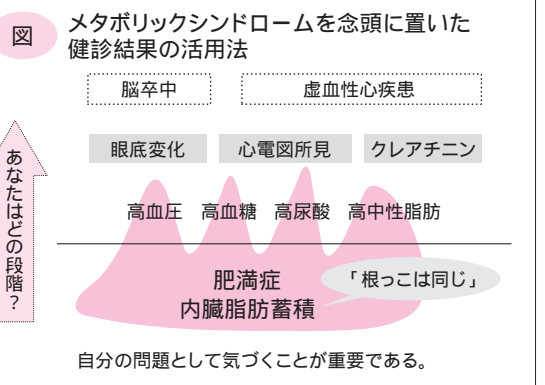 図
メタボリックシンドロームを念頭に置いた
健診結果の活用法
脳卒中
虚血性心疾患
眼底変化
心電図所見
クレアチニン
高血圧
高血糖
高尿酸
高中性脂肪
肥満症
内臓脂肪蓄積
「根っこは同じ」
あなたはどの段階?
自分の問題として気づくことが重要である。